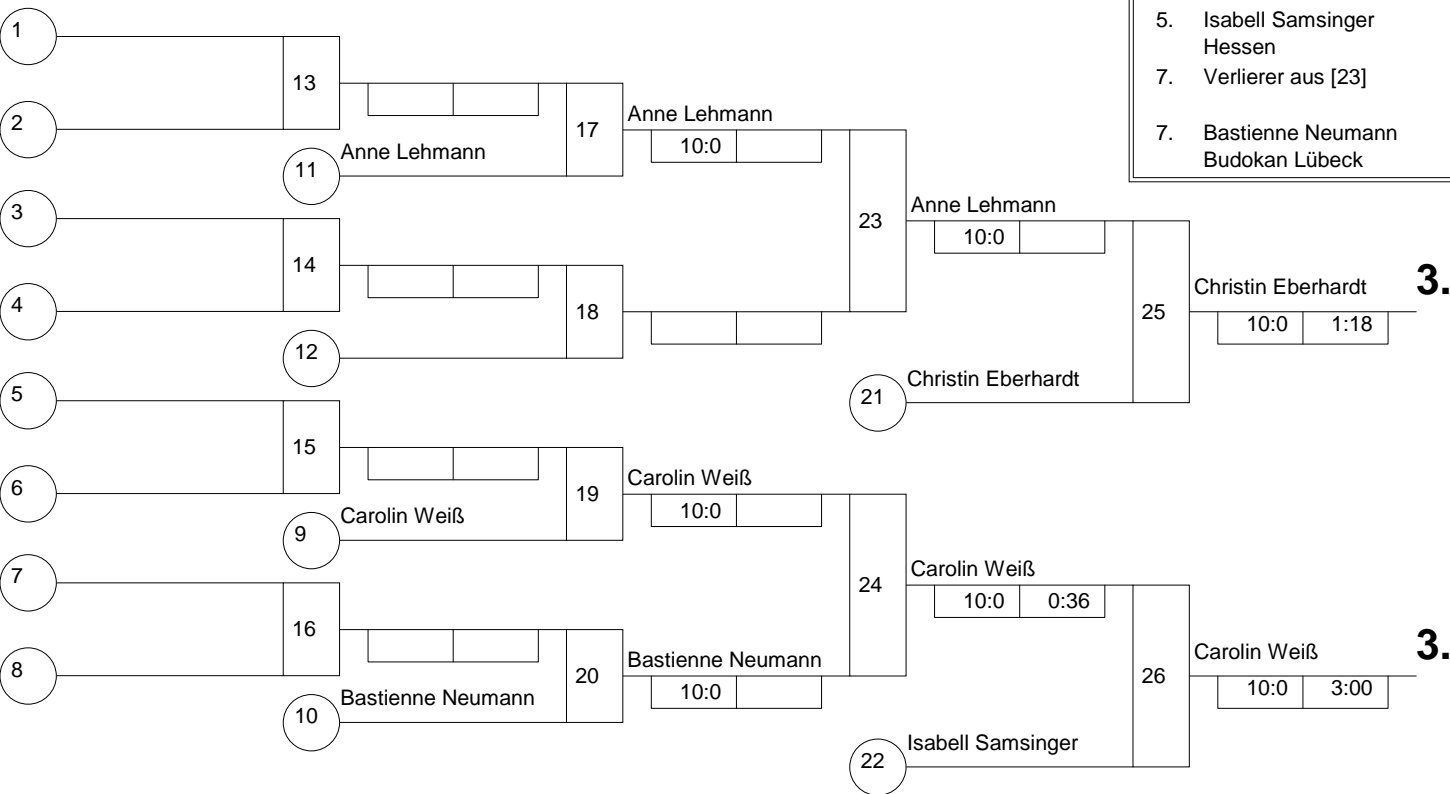 5. Isabell Samsinger
Hessen
7. Verlierer aus [23]
7. Bastienne Neumann
Budokan Lübeck
1
13
2
17
Anne Lehmann
10:0
11
Anne Lehmann
3
23
Anne Lehmann
10:0
14
4
18
12
25
Christin Eberhardt
3.
10:0 1:18
21
Christin Eberhardt
5
15
6
19
Carolin Weiß
10:0
9
Carolin Weiß
7
24
Carolin Weiß
10:0 0:36
16
8
20
Bastienne Neumann
10:0
10
Bastienne Neumann
26
Carolin Weiß
3.
10:0 3:00
22
Isabell Samsinger